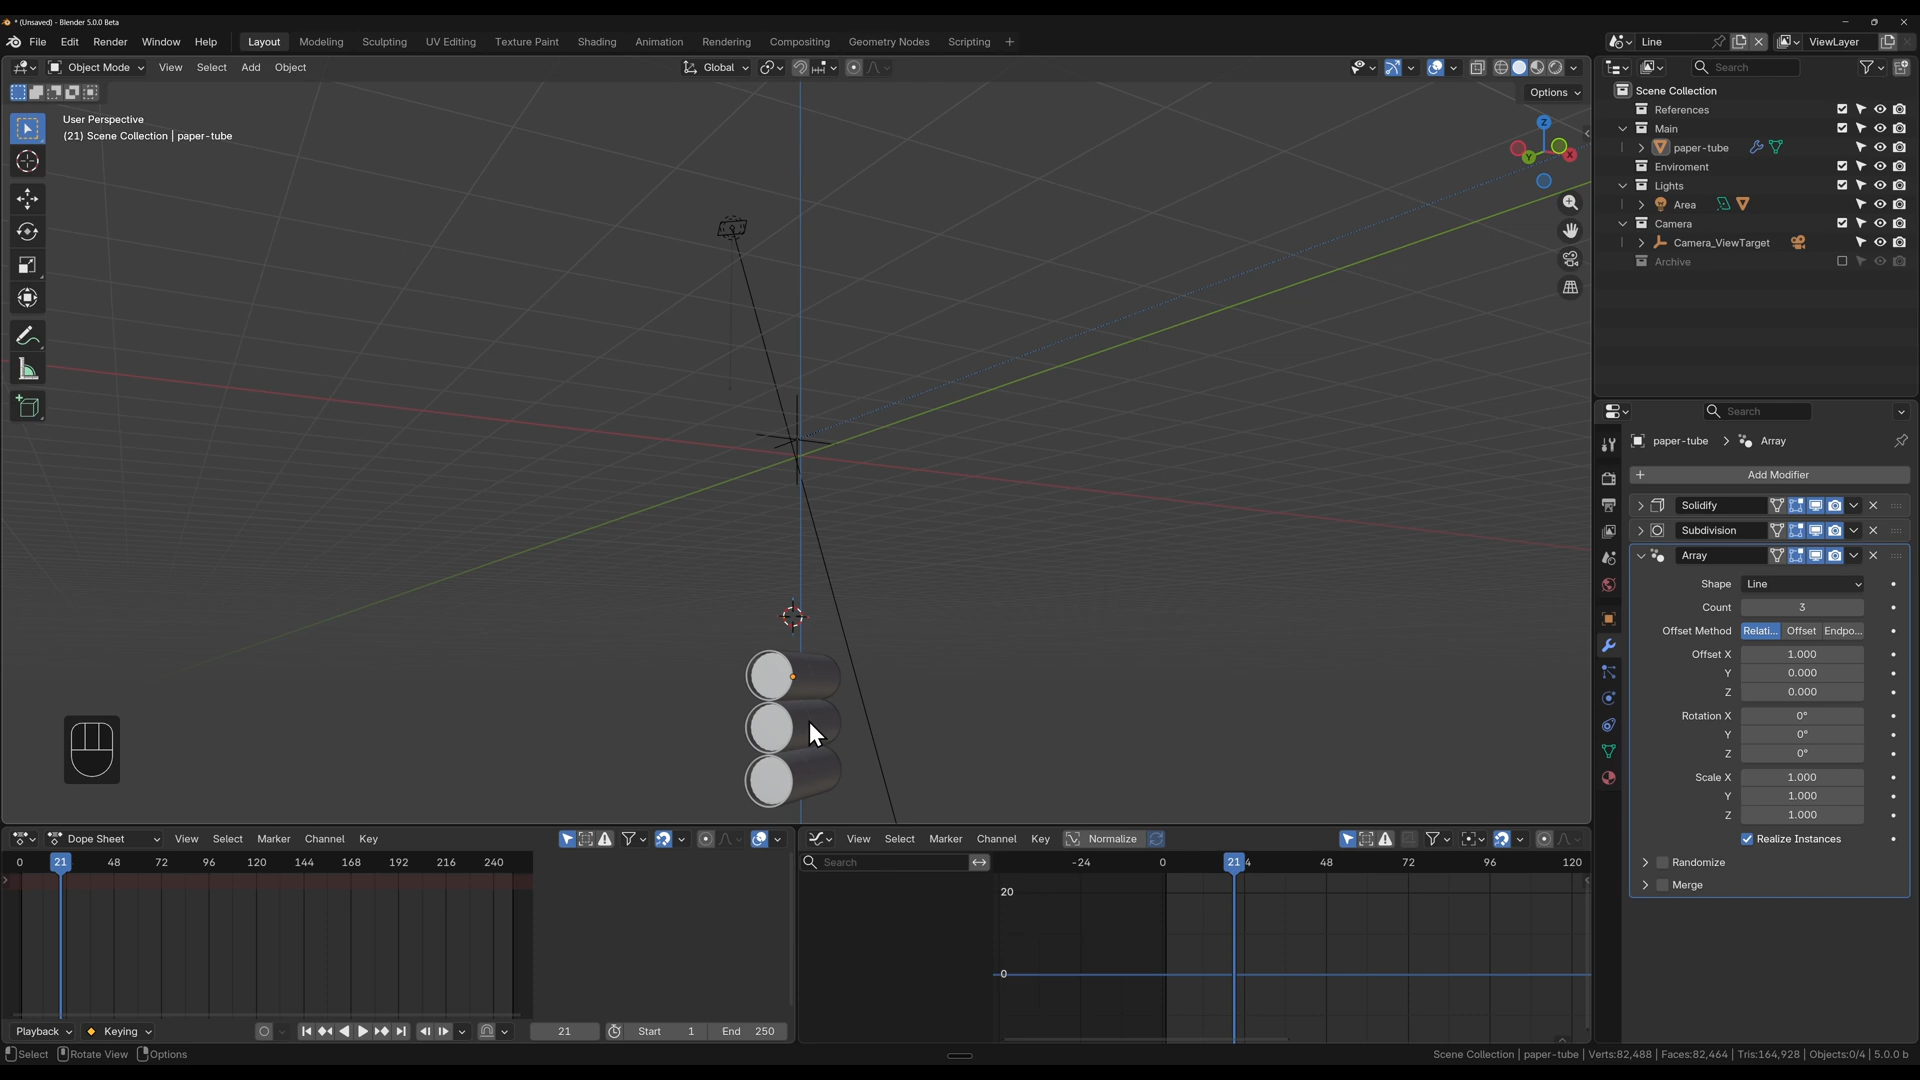 * (Unsaved) - Blender 5.0.0 Beta
File Edit Render Window Help Layout Modeling Sculpting UV Editing Texture Paint Shading Animation Rendering Compositing Geometry Nodes Scripting + Line ViewLayer
Object Mode View Select Add Object Global
Options
User Perspective
(21) Scene Collection | paper-tube
Z
Y
X
Search
Scene Collection
References
Main
paper-tube
Enviroment
Lights
Area
Camera
Camera_ViewTarget
Archive
Search
paper-tube > Array
+ Add Modifier
Solidify
Subdivision
Array
Shape Line
Count 3
Offset Method Relati... Offset Endpo...
Offset X 1.000
Y 0.000
Z 0.000
Rotation X 0°
Y 0°
Z 0°
Scale X 1.000
Y 1.000
Z 1.000
Realize Instances
Randomize
Merge
Dope Sheet View Select Marker Channel Key
0 21 48 72 96 120 144 168 192 216 240
Playback Keying 21 Start 1 End 250
View Select Marker Channel Key Normalize
Search -24 0 21 4 48 72 96 120
20
0
Select Rotate View Options
Scene Collection | paper-tube | Verts:82,488 | Faces:82,464 | Tris:164,928 | Objects:0/4 | 5.0.0 b